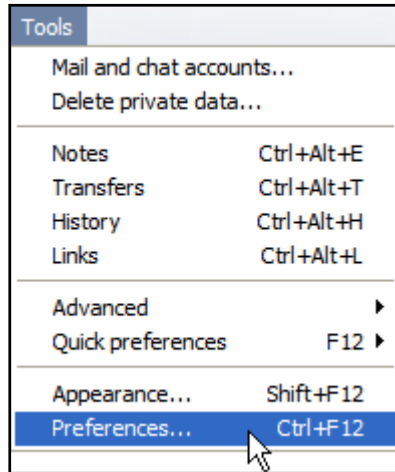 Tools
Mail and chat accounts...
Delete private data...
Notes Ctrl+Alt+E
Transfers Ctrl+Alt+T
History Ctrl+Alt+H
Links Ctrl+Alt+L
Advanced
Quick preferences F12
Appearance... Shift+F12
Preferences... Ctrl+F12